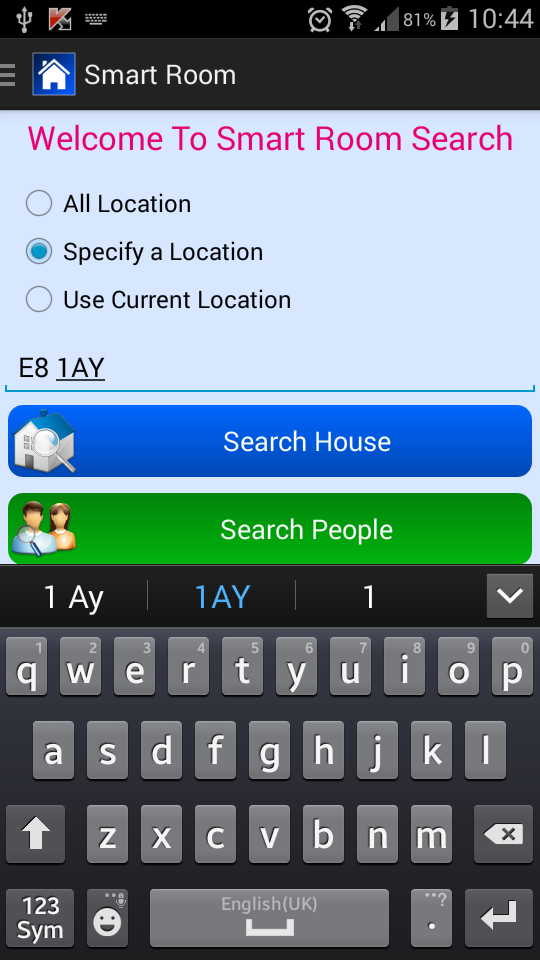 81% 10:44
Smart Room
Welcome To Smart Room Search
All Location
Specify a Location
Use Current Location
E8 1AY
Search House
Search People
1 Ay 1AY 1
1 2 3 4 5 6 7 8 9 0
q w e r t y u i o p
a s d f g h j k l
z x c v b n m
123 English(UK) ...?
Sym .